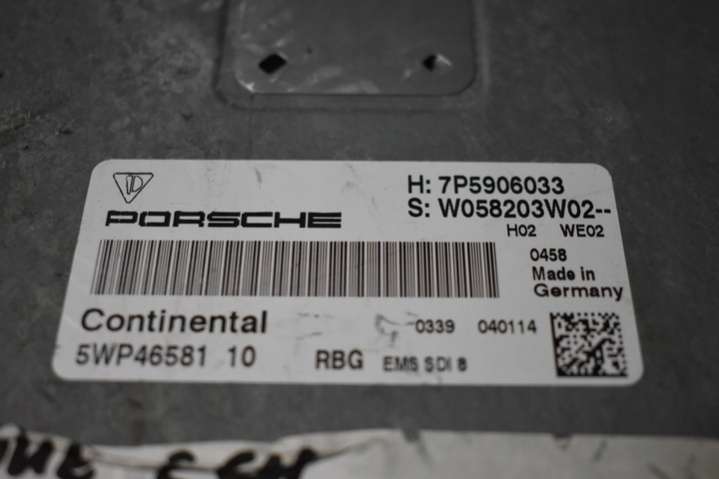 H: 7P5906033
PORSCHE
S: W058203W02--
H02 WE02
0458
Made in
Germany
Continental
0339 040114
5WP46581 10 RBG EMS SDI 8